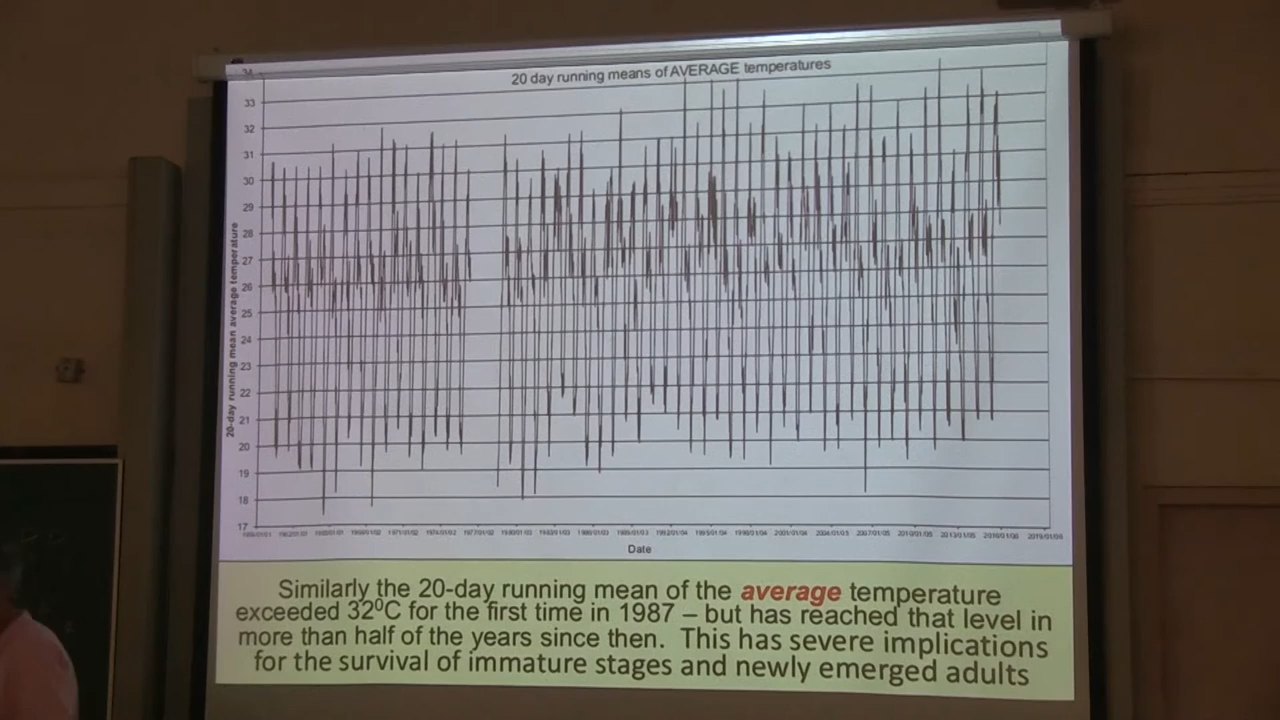 20 day running means of AVERAGE temperatures
34
33
32
31
30
29
28
27
26
25
24
23
22
21
20
19
18
17
20-day running mean average temperature
Date
Similarly the 20-day running mean of the average temperature
exceeded 32⁰C for the first time in 1987 – but has reached that level in
more than half of the years since then. This has severe implications
for the survival of immature stages and newly emerged adults